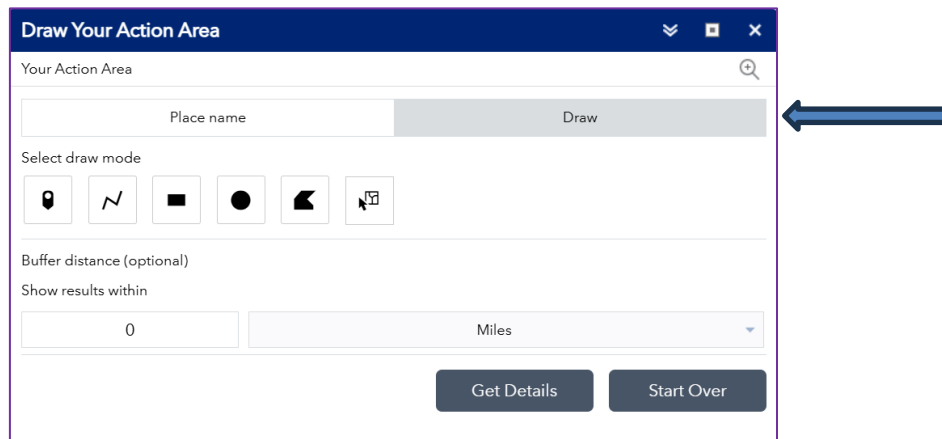 Draw Your Action Area
Your Action Area
Place name Draw
Select draw mode
Buffer distance (optional)
Show results within
0 Miles
Get Details Start Over